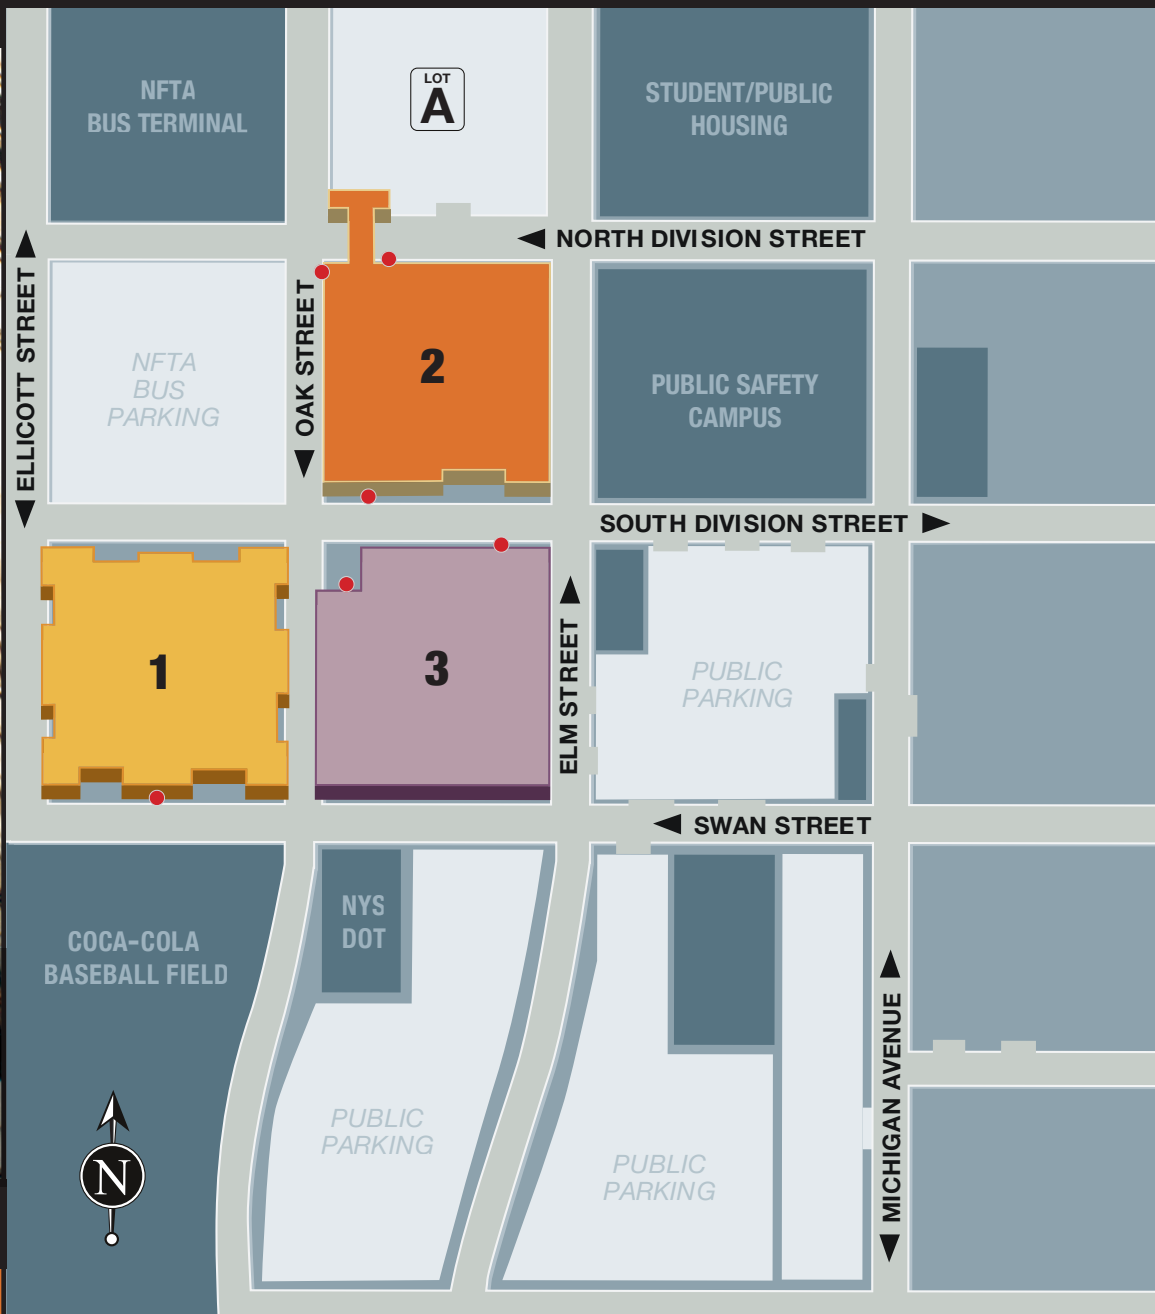 NFTA
BUS TERMINAL
LOT
A
STUDENT/PUBLIC
HOUSING
NORTH DIVISION STREET
ELLICOTT STREET
NFTA
BUS
PARKING
OAK STREET
2
PUBLIC SAFETY
CAMPUS
SOUTH DIVISION STREET
1
3
ELM STREET
PUBLIC
PARKING
SWAN STREET
COCA-COLA
BASEBALL FIELD
NYS
DOT
MICHIGAN AVENUE
PUBLIC
PARKING
PUBLIC
PARKING
N